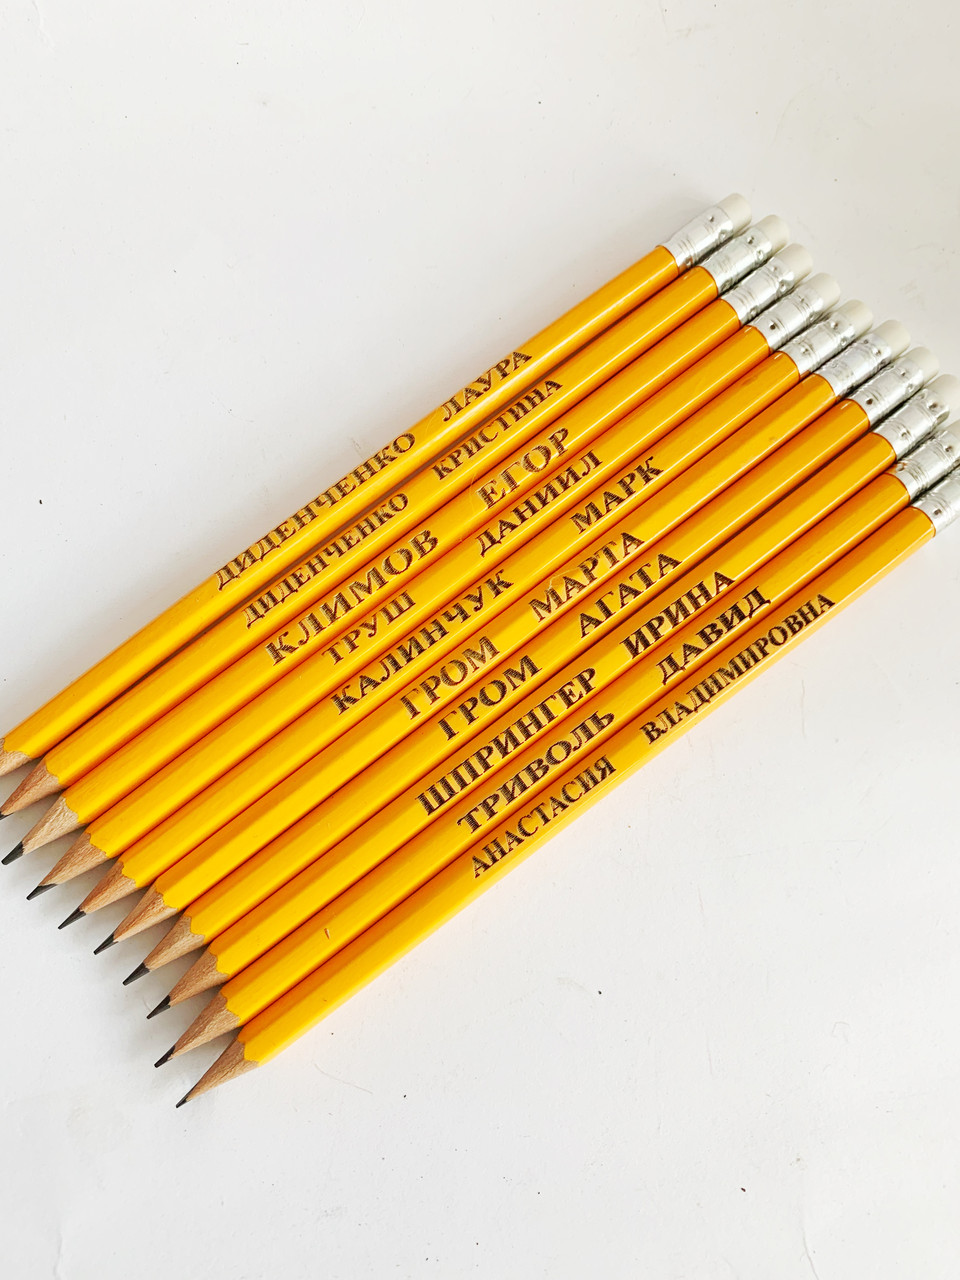 ДИДЕНЧЕНКО ЛАУРА
ДИДЕНЧЕНКО КРИСТИНА
КЛИМОВ ЕГОР
ТРУШ ДАНИИЛ
КАЛИНЧУК МАРК
ГРОМ МАРТА
ГРОМ АГАТА
ШПРИНГЕР ИРИНА
ТРИВОЛЬ ДАВИД
АНАСТАСИЯ ВЛАДИМИРОВНА